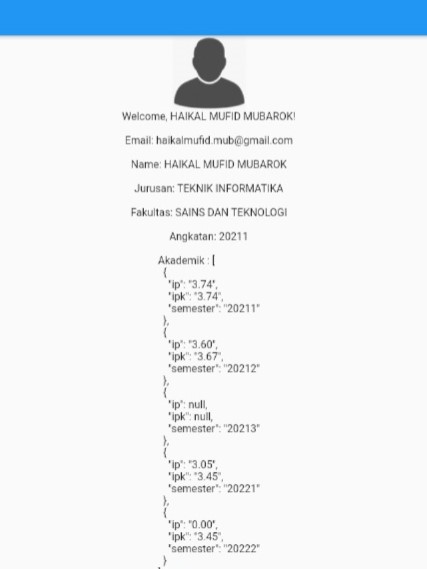 Welcome, HAIKAL MUFID MUBAROK!
Email: haikalmufid.mub@gmail.com
Name: HAIKAL MUFID MUBAROK
Jurusan: TEKNIK INFORMATIKA
Fakultas: SAINS DAN TEKNOLOGI
Angkatan: 20211
Akademik : [
{
"ip": "3.74",
"ipk": "3.74",
"semester": "20211"
},
{
"ip": "3.60",
"ipk": "3.67",
"semester": "20212"
},
{
"ip": null,
"ipk": null,
"semester": "20213"
},
{
"ip": "3.05",
"ipk": "3.45",
"semester": "20221"
},
{
"ip": "0.00",
"ipk": "3.45",
"semester": "20222"
}